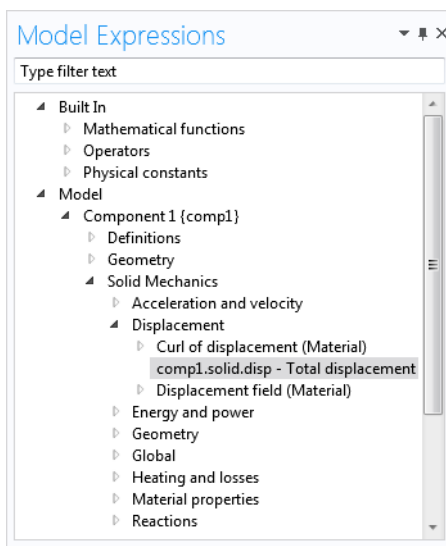 Model Expressions
Type filter text
Built In
Mathematical functions
Operators
Physical constants
Model
Component 1 {comp1}
Definitions
Geometry
Solid Mechanics
Acceleration and velocity
Displacement
Curl of displacement (Material)
comp1.solid.disp - Total displacement
Displacement field (Material)
Energy and power
Geometry
Global
Heating and losses
Material properties
Reactions